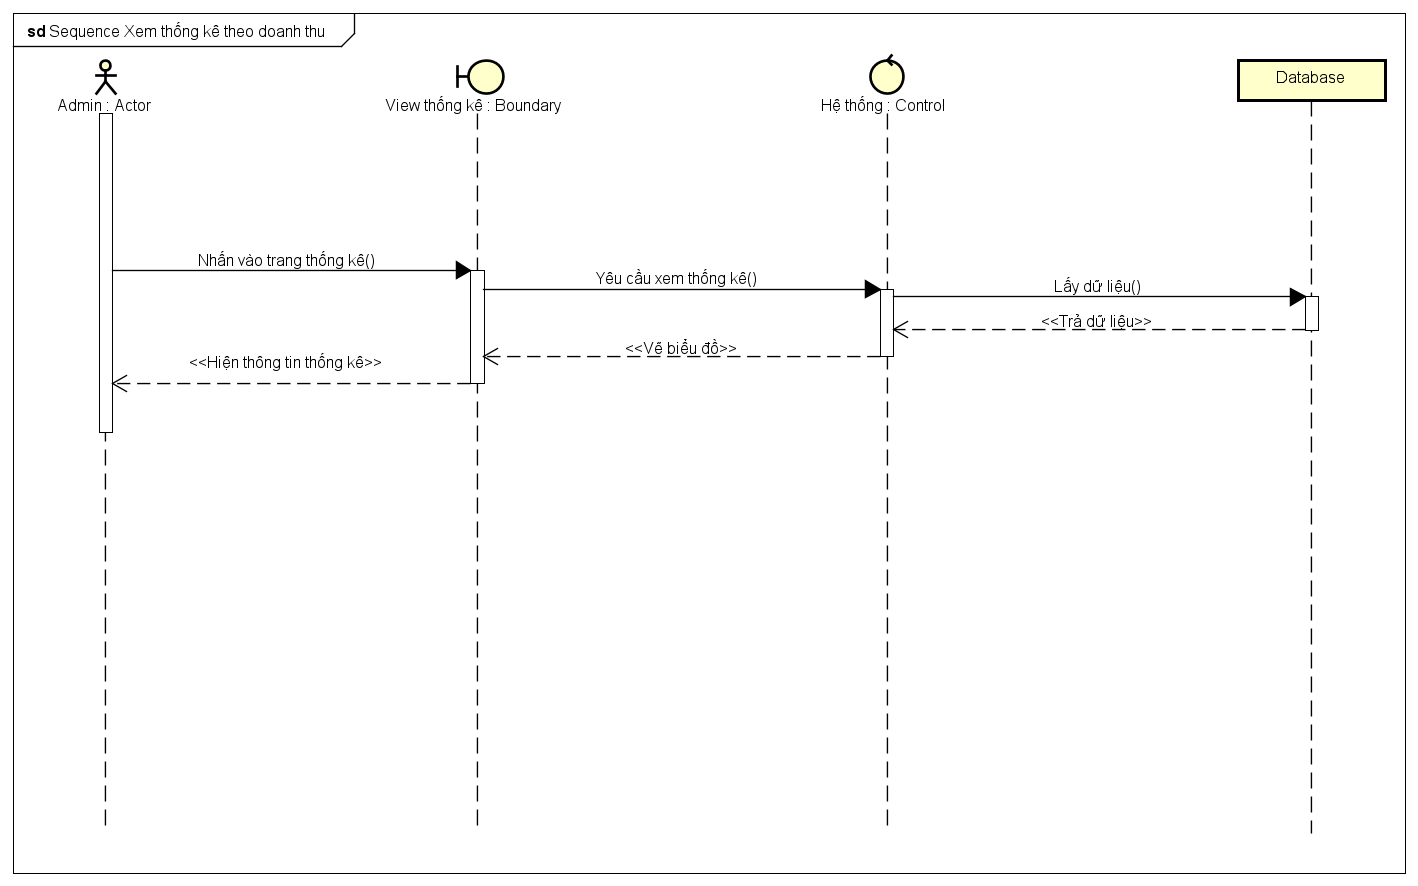 sd Sequence Xem thống kê theo doanh thu
Admin : Actor
View thống kê : Boundary
Hệ thống : Control
Database
Nhấn vào trang thống kê()
Yêu cầu xem thống kê()
Lấy dữ liệu()
<<Trả dữ liệu>>
<<Vẽ biểu đồ>>
<<Hiện thông tin thống kê>>